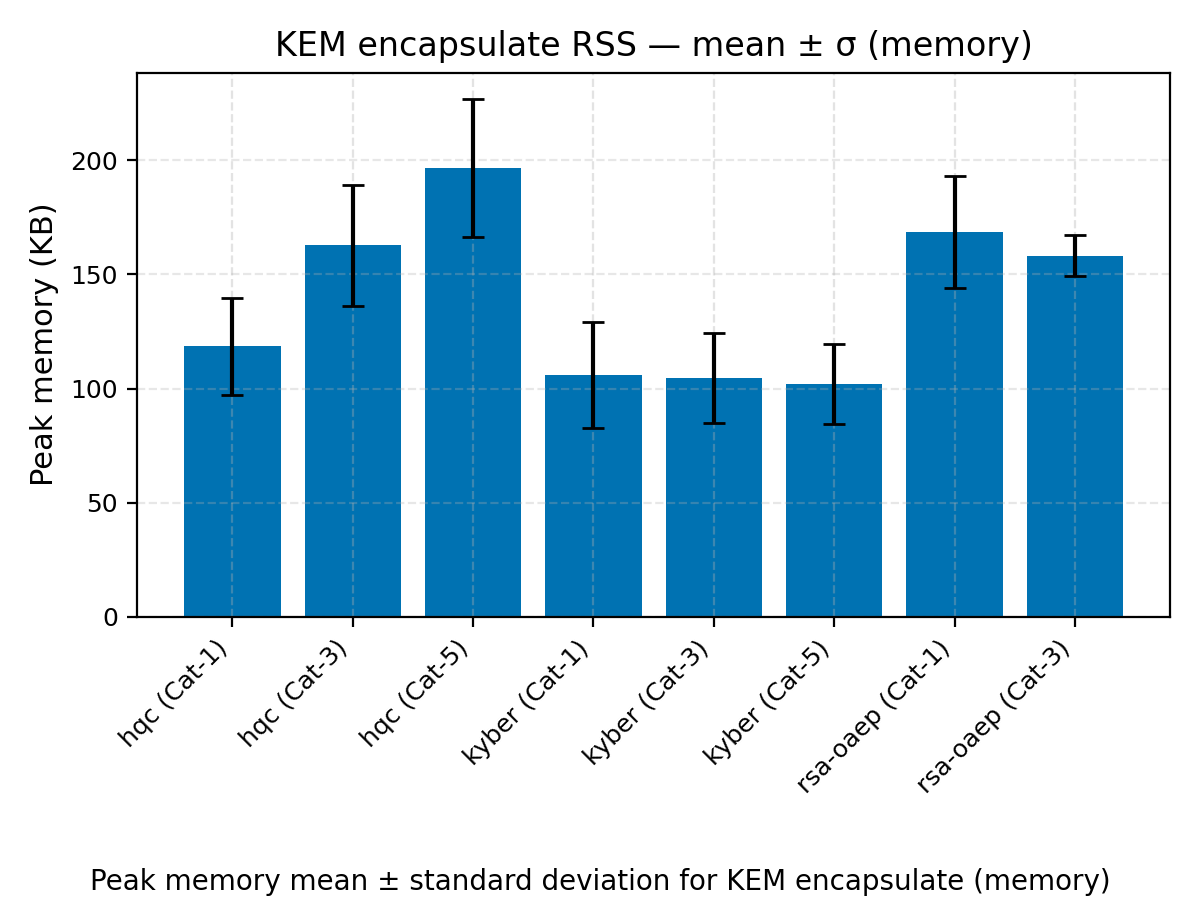 KEM encapsulate RSS — mean ± σ (memory)
Peak memory (KB)
200
150
100
50
0
hqc (Cat-1)
hqc (Cat-3)
hqc (Cat-5)
kyber (Cat-1)
kyber (Cat-3)
kyber (Cat-5)
rsa-oaep (Cat-1)
rsa-oaep (Cat-3)
Peak memory mean ± standard deviation for KEM encapsulate (memory)